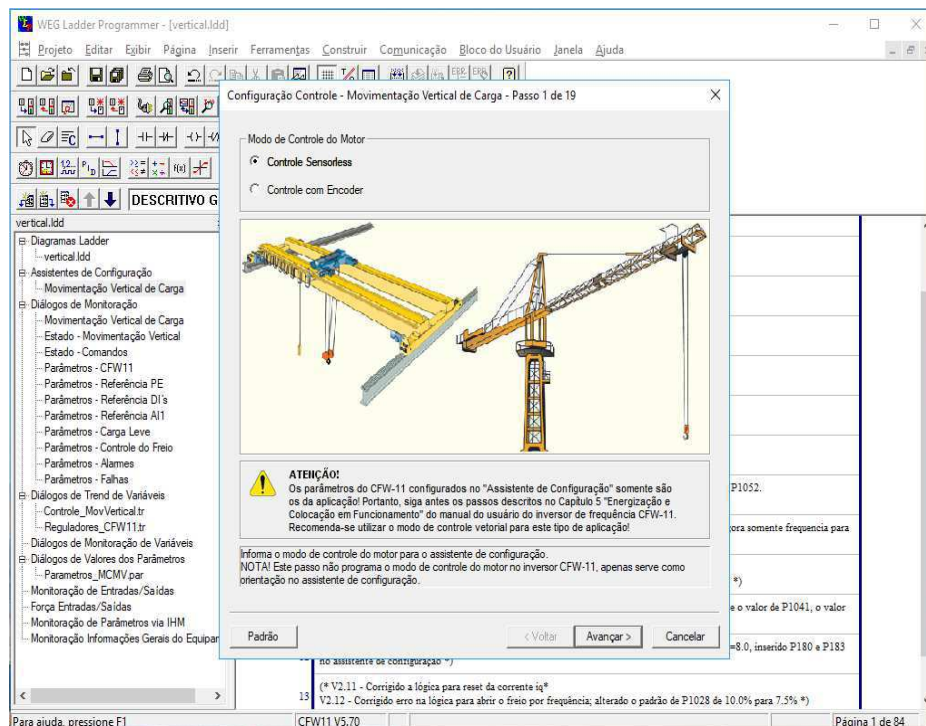 WEG Ladder Programmer - [vertical.ldd]
Projeto Editar Exibir Página Inserir Ferramentas Construir Comunicação Bloco do Usuário Janela Ajuda
DESCRITIVO G
vertical.ldd
Diagramas Ladder
vertical.ldd
Assistentes de Configuração
Movimentação Vertical de Carga
Diálogos de Monitoração
Movimentação Vertical de Carga
Estado - Movimentação Vertical
Estado - Comandos
Parâmetros - CFW11
Parâmetros - Referência PE
Parâmetros - Referência DI's
Parâmetros - Referência AI1
Parâmetros - Carga Leve
Parâmetros - Controle do Freio
Parâmetros - Alarmes
Parâmetros - Falhas
Diálogos de Trend de Variáveis
Controle_MovVertical.tr
Reguladores_CFW11.tr
Diálogos de Monitoração de Variáveis
Diálogos de Valores dos Parâmetros
Parametros_MCMV.par
Monitoração de Entradas/Saídas
Força Entradas/Saídas
Monitoração de Parâmetros via IHM
Monitoração Informações Gerais do Equipar
Configuração Controle - Movimentação Vertical de Carga - Passo 1 de 19
Modo de Controle do Motor
Controle Sensorless
Controle com Encoder
ATENÇÃO!
Os parâmetros do CFW-11 configurados no "Assistente de Configuração" somente são
os da aplicação! Portanto, siga antes os passos descritos no Capítulo 5 "Energização e
Colocação em Funcionamento" do manual do usuário do inversor de frequência CFW-11.
Recomenda-se utilizar o modo de controle vetorial para este tipo de aplicação!
Informa o modo de controle do motor para o assistente de configuração.
NOTA! Este passo não programa o modo de controle do motor no inversor CFW-11, apenas serve como
orientação no assistente de configuração.
Padrão < Voltar Avançar > Cancelar
P1052.
gora somente frequencia para
*)
e o valor de P1041, o valor
=8.0, inserido P180 e P183
no assistente de configuração *)
13 (* V2.11 - Corrigido a lógica para reset da corrente iq*
V2.12 - Corrigido erro na lógica para abrir o freio por frequência; alterado o padrão de P1028 de 10.0% para 7.5% *)
Para ajuda, pressione F1 CFW11 V5.70 Página 1 de 84